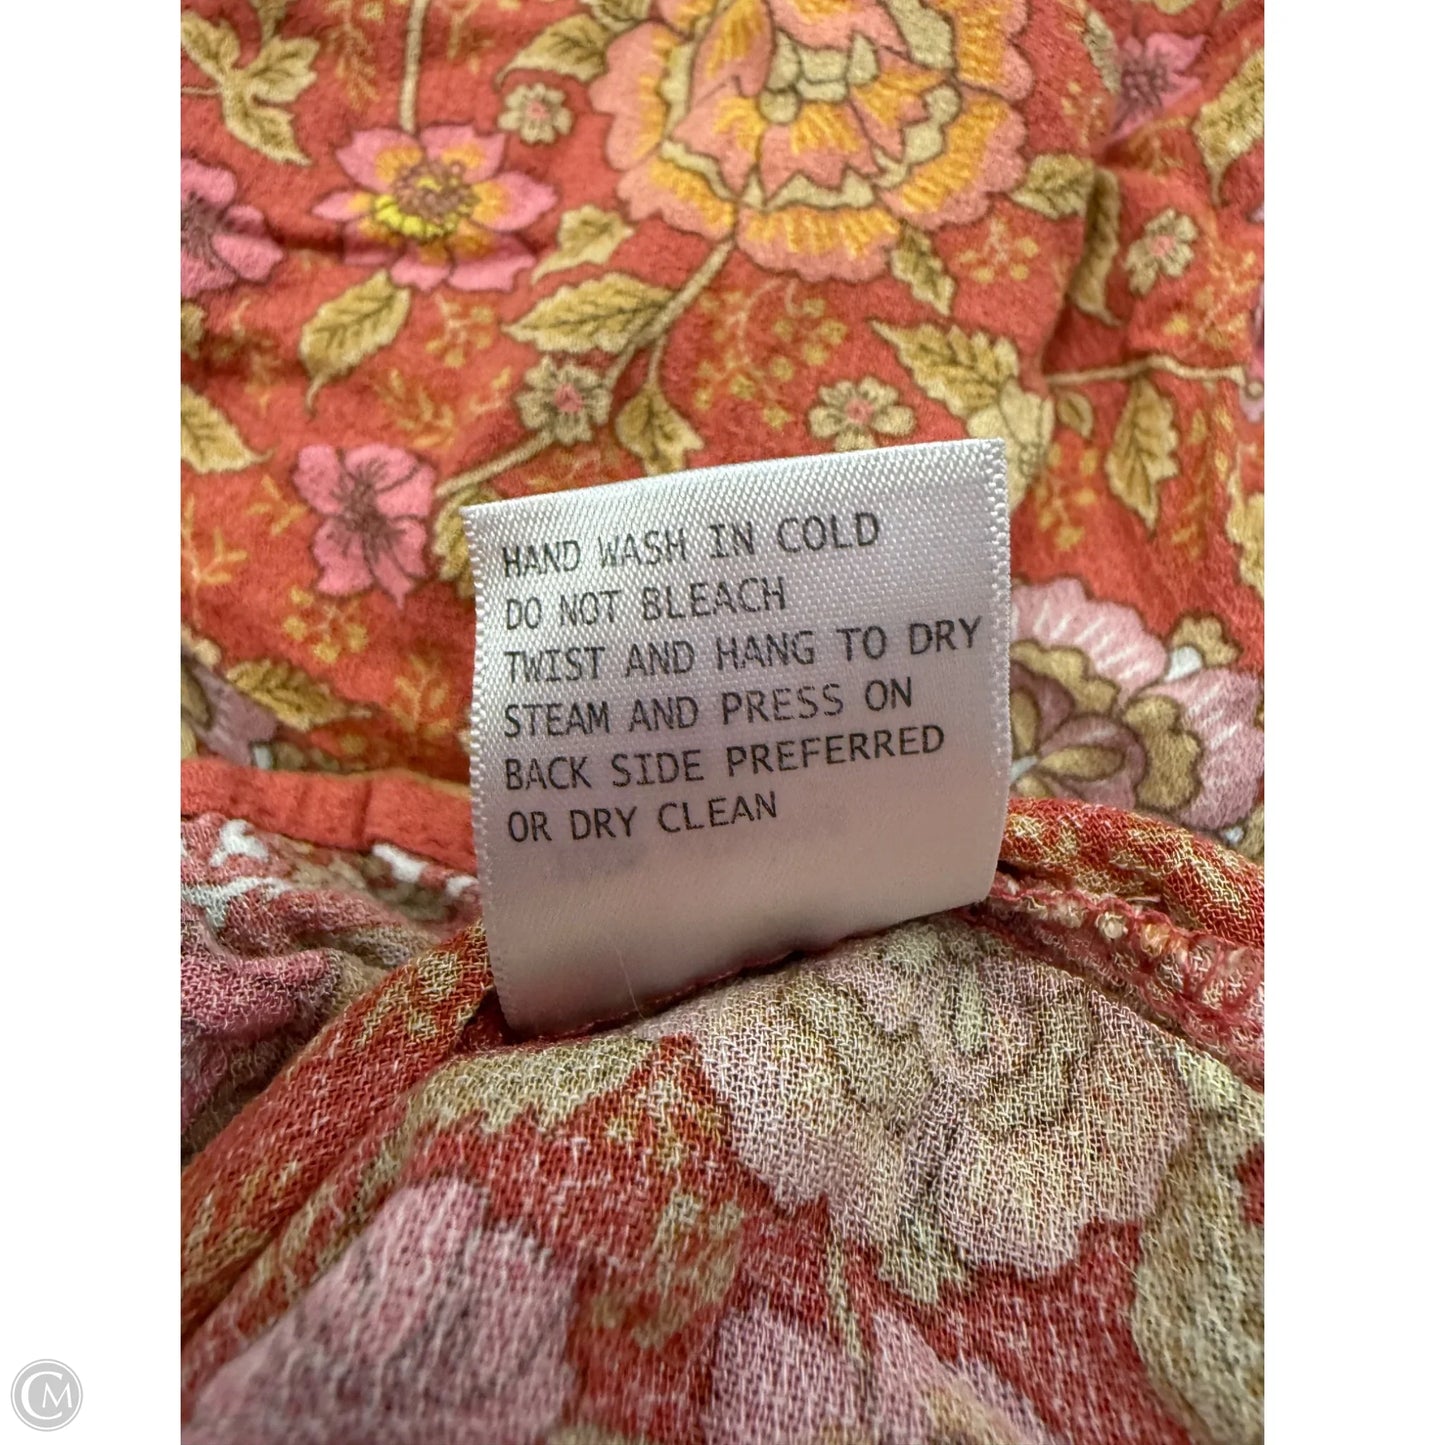 HAND WASH IN COLD
DO NOT BLEACH
TWIST AND HANG TO DRY
STEAM AND PRESS ON
BACK SIDE PREFERRED
OR DRY CLEAN
CM